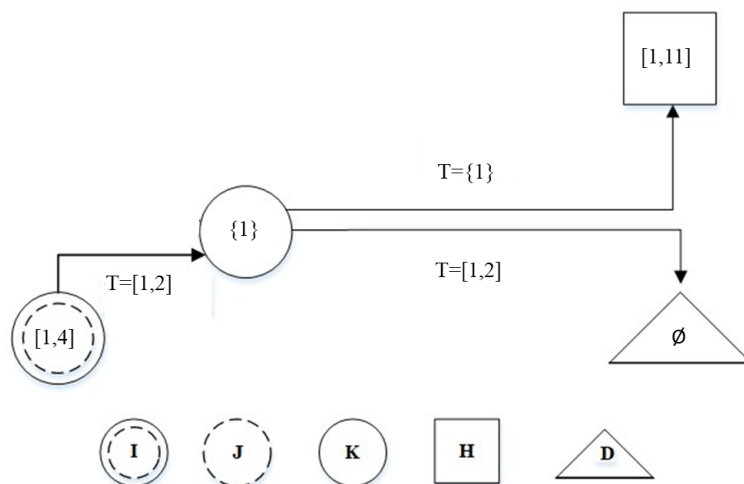 [1,11]
T={1}
{1}
T=[1,2]
T=[1,2]
[1,4]
∅
I J K H D